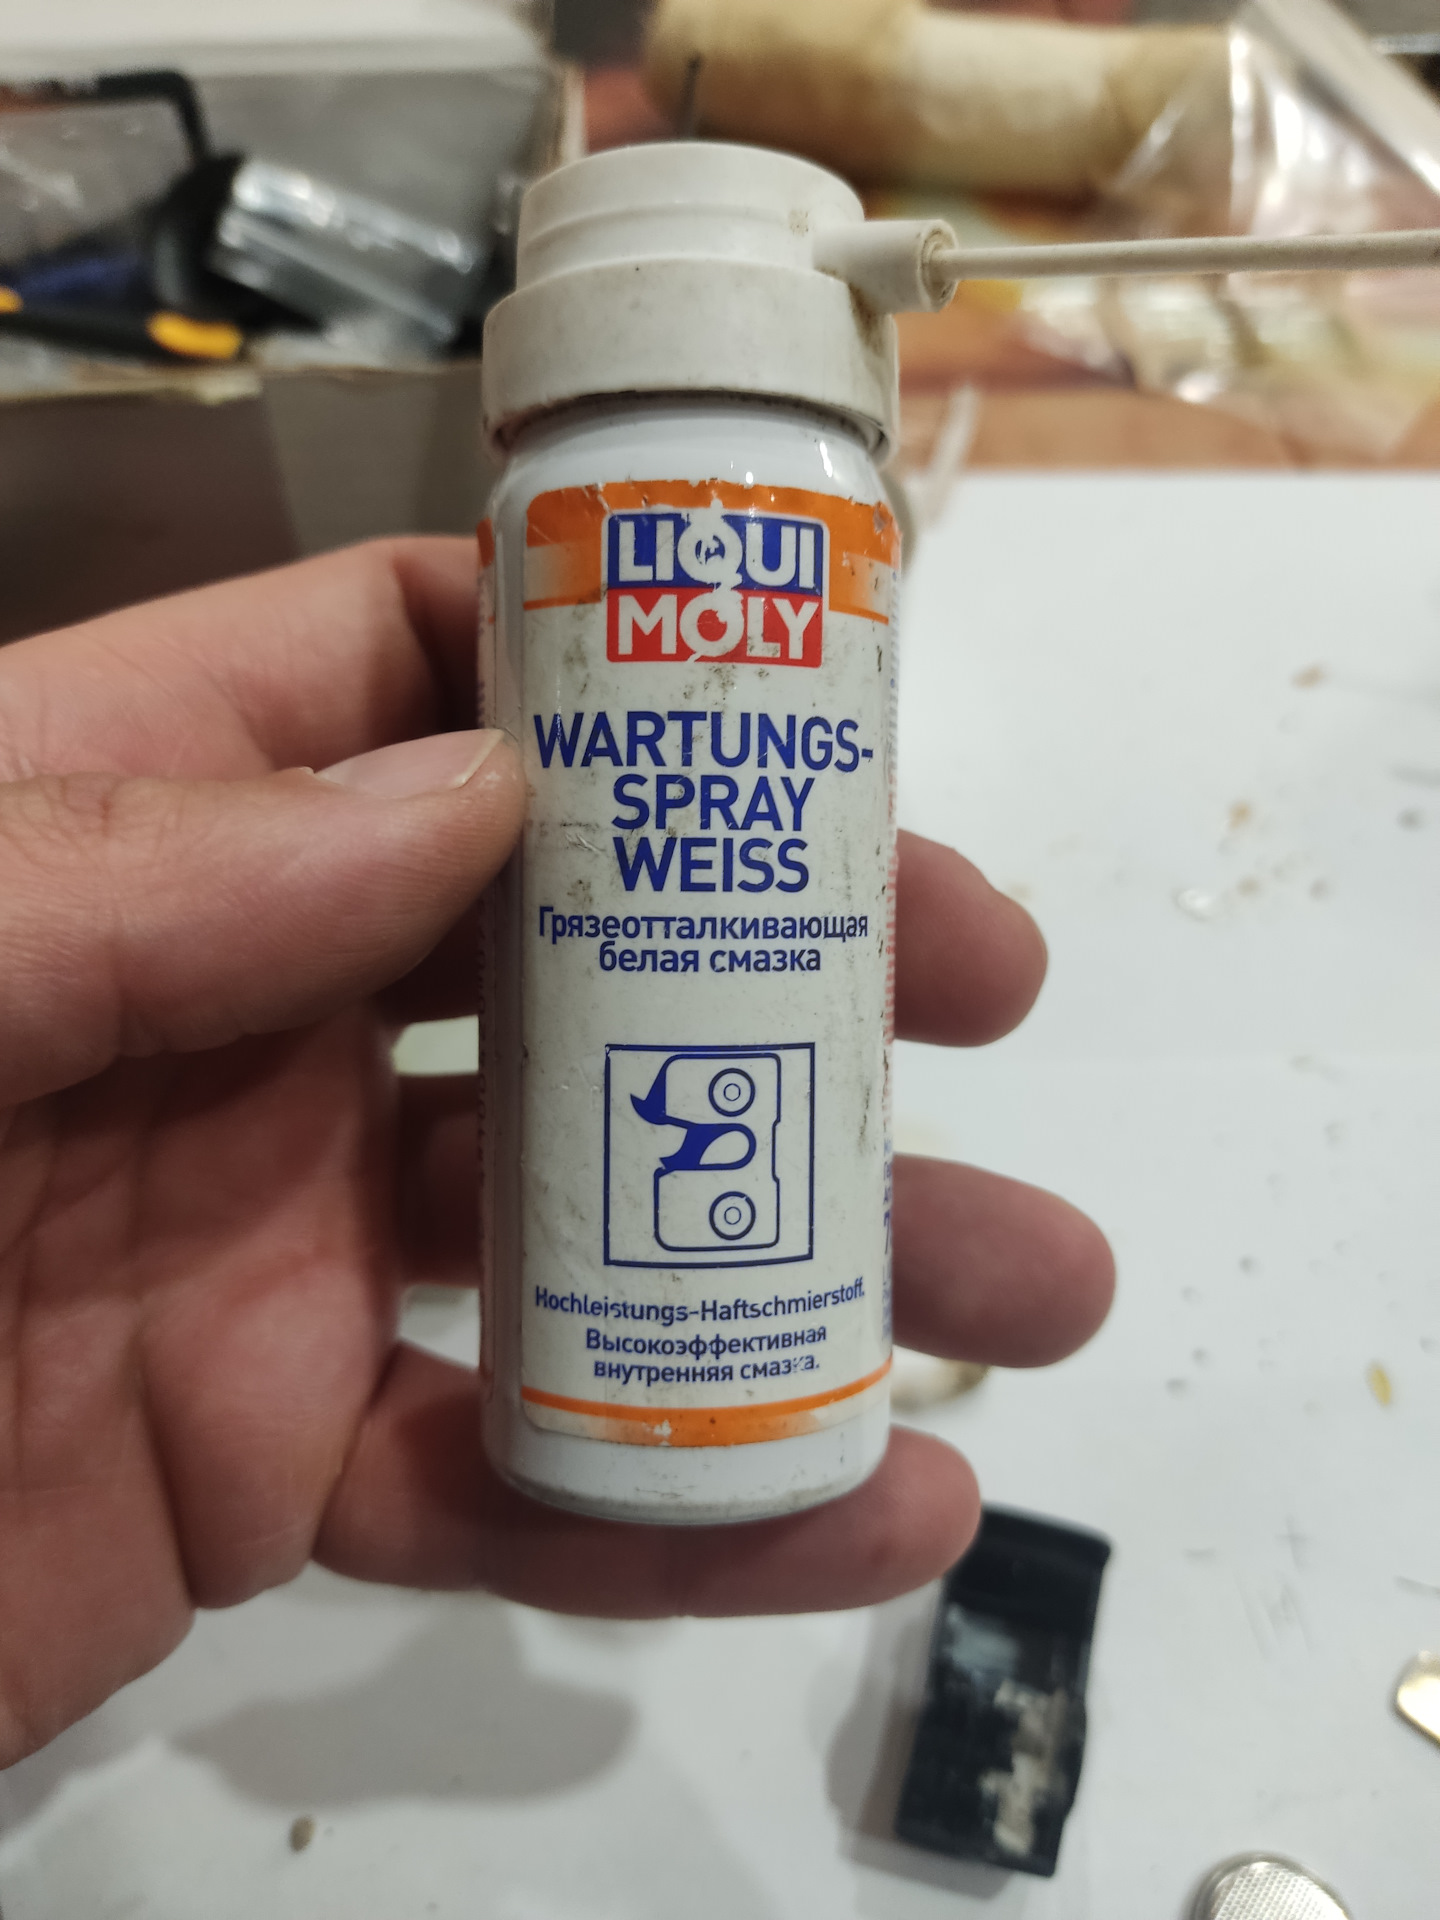 LIQUI
MOLY
WARTUNGS-
SPRAY
WEISS
Грязеотталкивающая
белая смазка
Hochleistungs-Haftschmierstoff.
Высокоэффективная
внутренняя смазка.